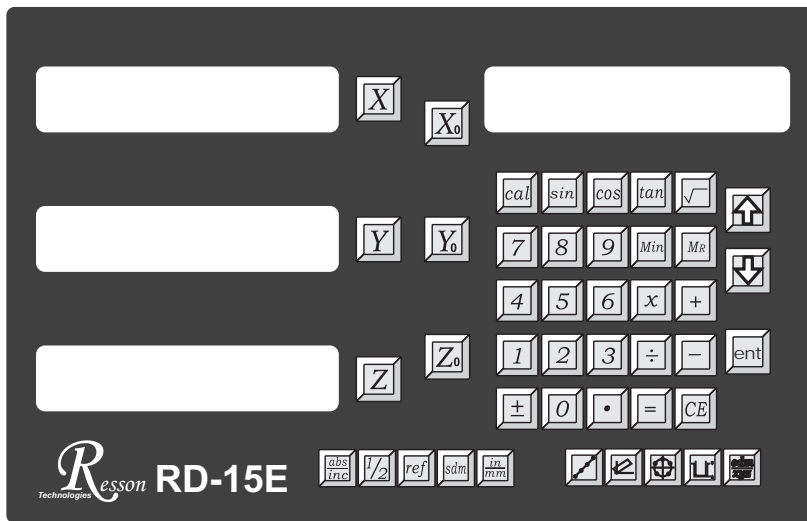 X
X₀
cal sin cos tan √
Y Y₀
7 8 9 Min MR
4 5 6 x +
Z Z₀
1 2 3 ÷ − ent
± 0 • = CE
Resson Technologies RD-15E
abs/inc 1/2 ref sdm in/mm